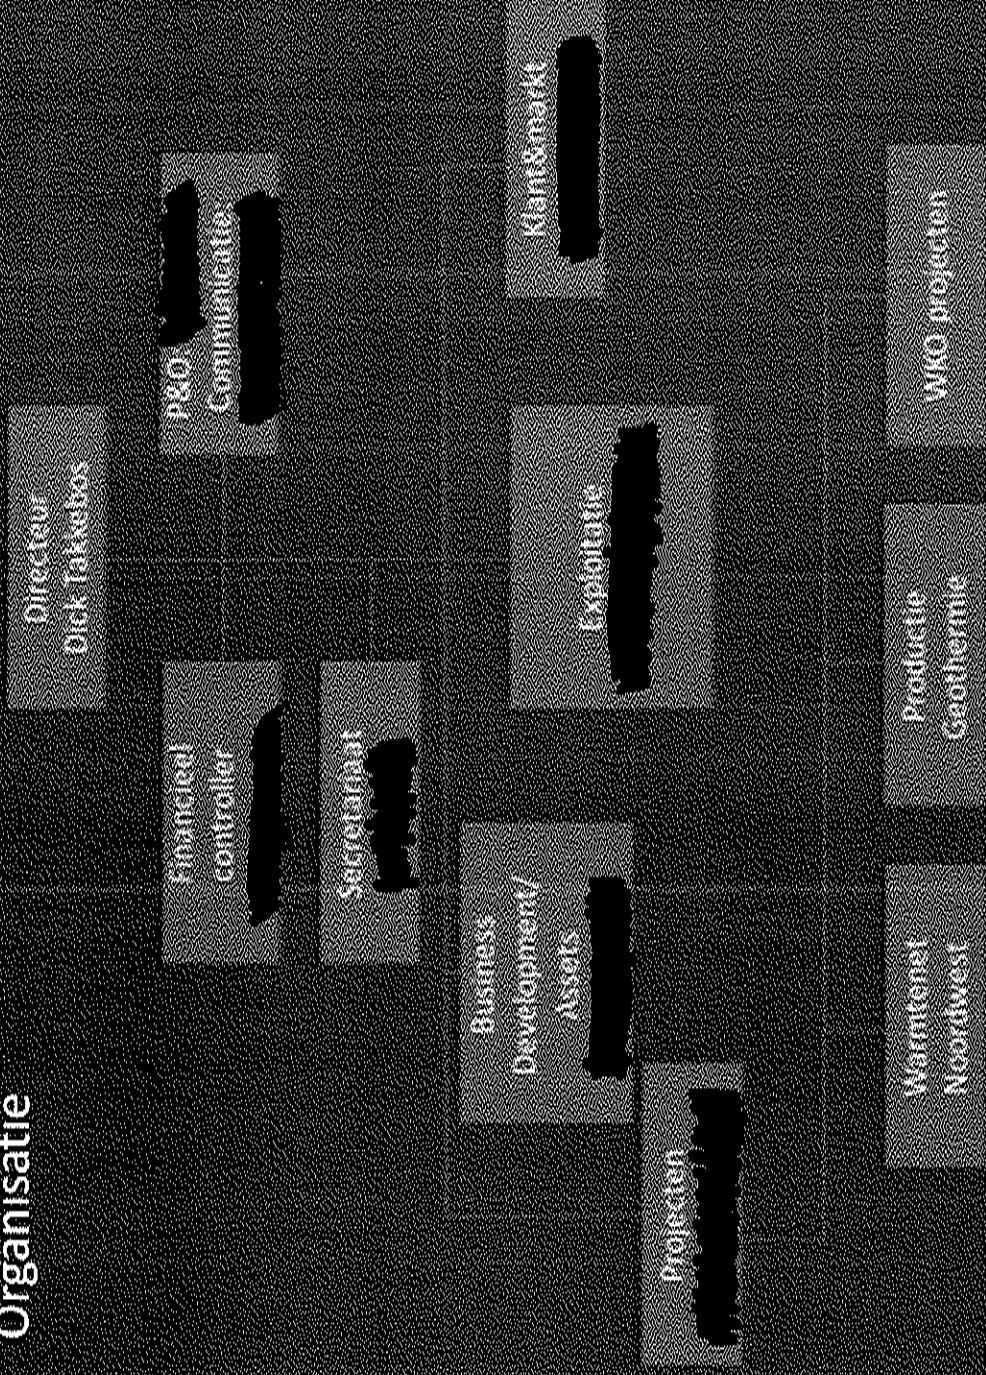 Organisatie
Directeur
Dick Takkebos
Financieel
controller
P&O
Communicatie
Secretariaat
Business
Development/
Assets
Exploitatie
Klant&markt
Projecten
Warmtenet
Noordwest
Productie
Geothermie
WKO projecten